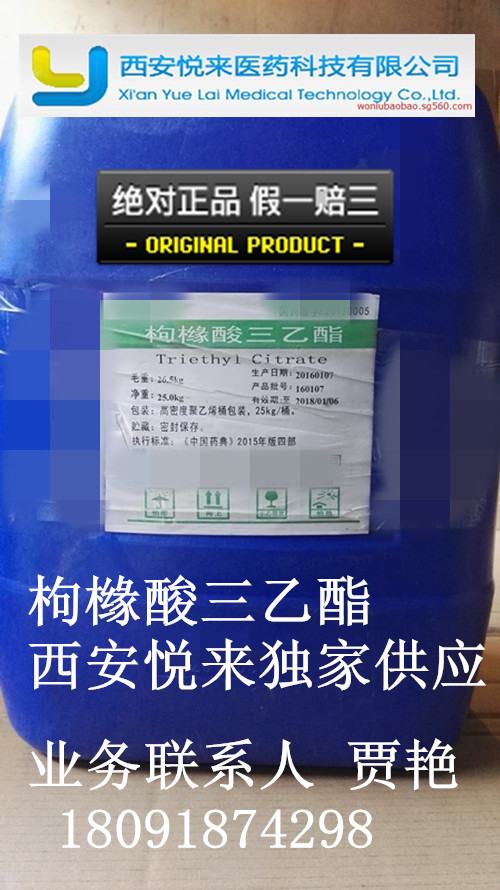 西安悦来医药科技有限公司
Xi'an Yue Lai Medical Technology Co.,Ltd.
woniubaobao.sg560.com
绝对正品 假一赔三
- ORIGINAL PRODUCT -
枸橼酸三乙酯
Triethyl Citrate
毛重：26.5kg 生产日期：20160107
净重：25.0kg 产品批号：160107
有效期:至 2018/01/06
包装：高密度聚乙烯桶包装，25kg/桶。
贮藏：密封保存。
执行标准：《中国药典》2015年版四部
枸橼酸三乙酯
西安悦来独家供应
业务联系人 贾艳
18091874298